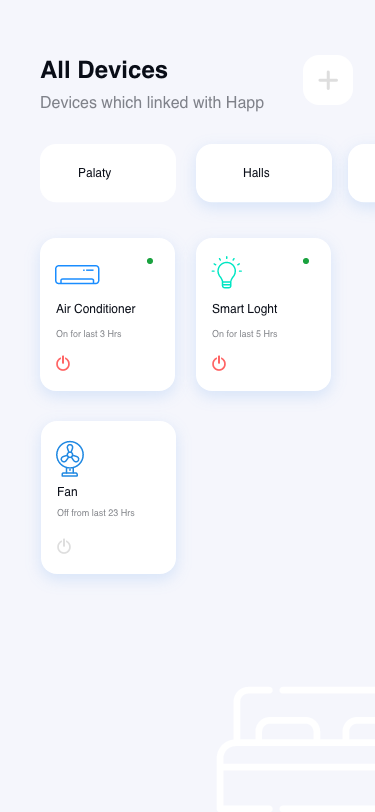 All Devices
Devices which linked with Happ
Palaty
Halls
Air Conditioner
On for last 3 Hrs
Smart Loght
On for last 5 Hrs
Fan
Off from last 23 Hrs